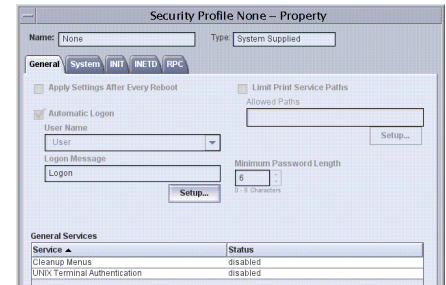 Security Profile None – Property
Name: None Type: System Supplied
General System INIT INETD RPC
Apply Settings After Every Reboot
Limit Print Service Paths
Allowed Paths
Automatic Logon
User Name
User
Setup...
Logon Message
Logon
Minimum Password Length
6
Setup...
0 - 8 Characters
General Services
Service Status
Cleanup Menus disabled
UNIX Terminal Authentication disabled